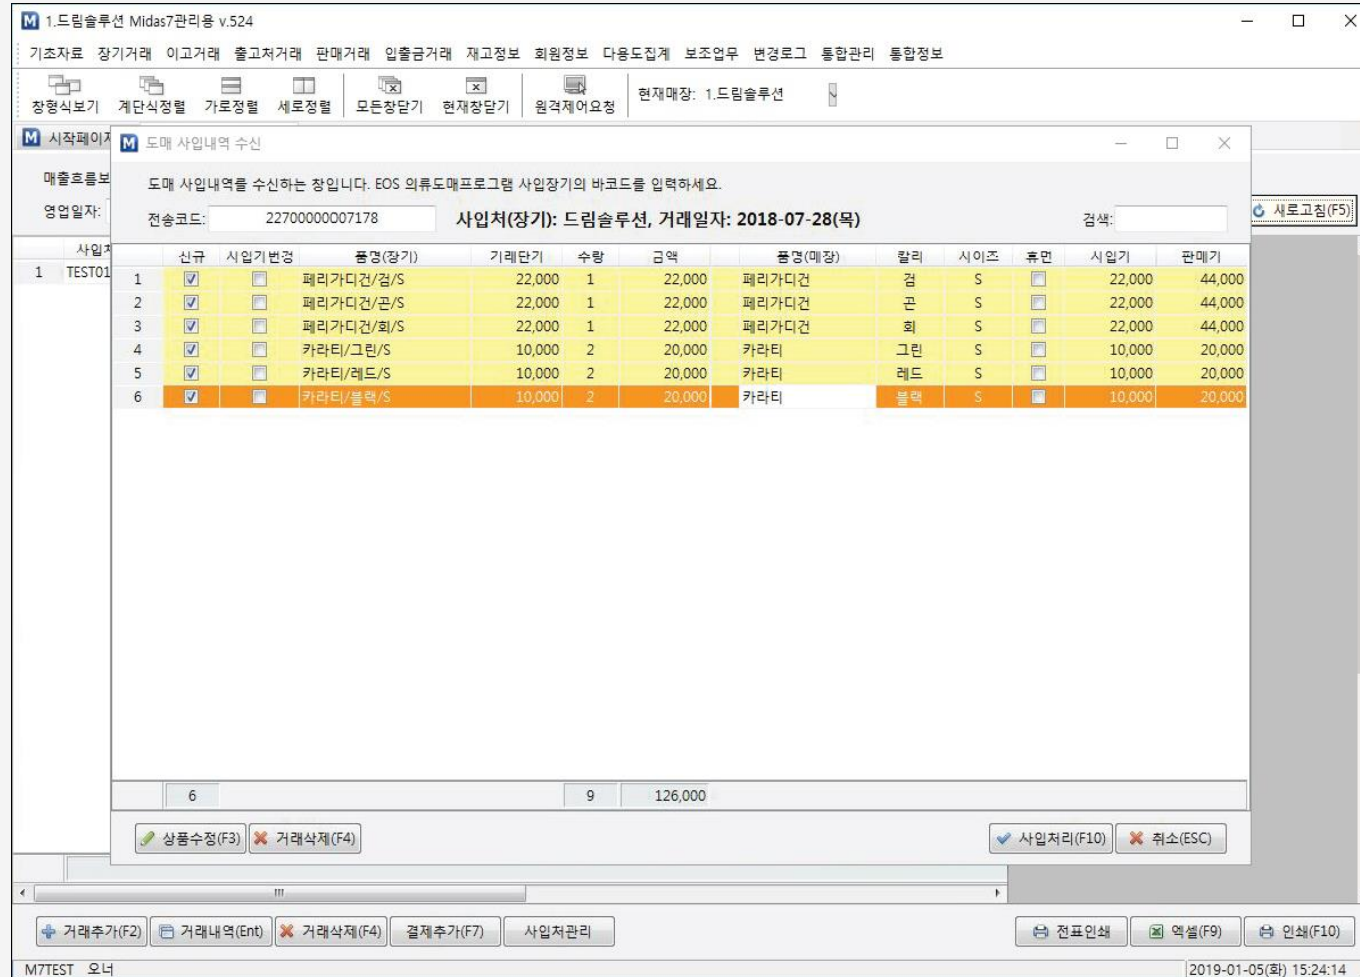 1.드림솔루션 Midas7관리용 v.524
기초자료 장기거래 이고거래 출고처거래 판매거래 입출금거래 재고정보 회원정보 다용도집계 보조업무 변경로그 통합관리 통합정보
창형식보기 계단식정렬 가로정렬 세로정렬 모든창닫기 현재창닫기 원격제어요청 현재매장: 1.드림솔루션
M 시작페이지
M 도매 사입내역 수신
매출흐름보
도매 사입내역를 수신하는 창입니다. EOS 의류도매프로그램 사입장기의 바코드를 입력하세요.
영업일자:
전송코드: 22700000007178 사입처(장기): 드림솔루션, 거래일자: 2018-07-28(목) 검색:
새로고침(F5)
사입처
1 TEST01
신규 시입기변경 품명(장기) 기레단기 수량 금액 품명(매장) 칼리 시이즈 휴면 시입기 판매기
1 페리가디건/검/S 22,000 1 22,000 페리가디건 검 S 22,000 44,000
2 페리가디건/곤/S 22,000 1 22,000 페리가디건 곤 S 22,000 44,000
3 페리가디건/회/S 22,000 1 22,000 페리가디건 회 S 22,000 44,000
4 카라티/그린/S 10,000 2 20,000 카라티 그린 S 10,000 20,000
5 카라티/레드/S 10,000 2 20,000 카라티 레드 S 10,000 20,000
6 카라티/블랙/S 10,000 2 20,000 카라티 블랙 S 10,000 20,000
6 9 126,000
상품수정(F3) 거래삭제(F4) 사입처리(F10) 취소(ESC)
거래추가(F2) 거래내역(Ent) 거래삭제(F4) 결제추가(F7) 사입처관리 전표인쇄 엑셀(F9) 인쇄(F10)
M7TEST 오너 2019-01-05(화) 15:24:14